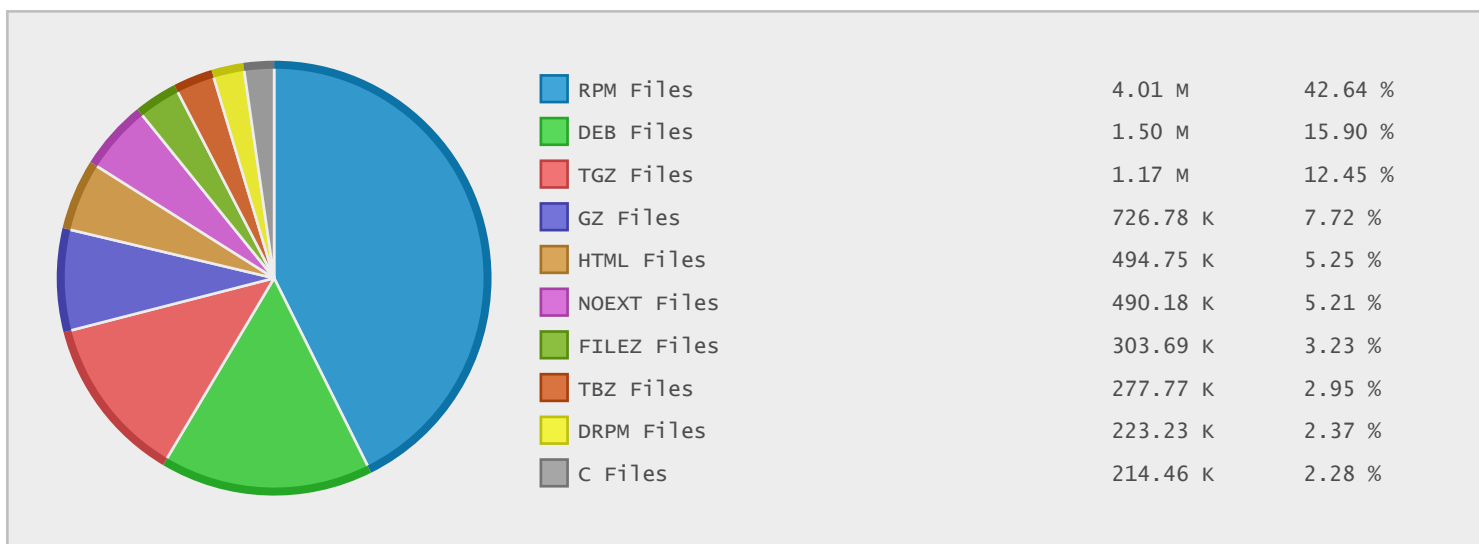 RPM Files 4.01 M 42.64 %
DEB Files 1.50 M 15.90 %
TGZ Files 1.17 M 12.45 %
GZ Files 726.78 K 7.72 %
HTML Files 494.75 K 5.25 %
NOEXT Files 490.18 K 5.21 %
FILEZ Files 303.69 K 3.23 %
TBZ Files 277.77 K 2.95 %
DRPM Files 223.23 K 2.37 %
C Files 214.46 K 2.28 %